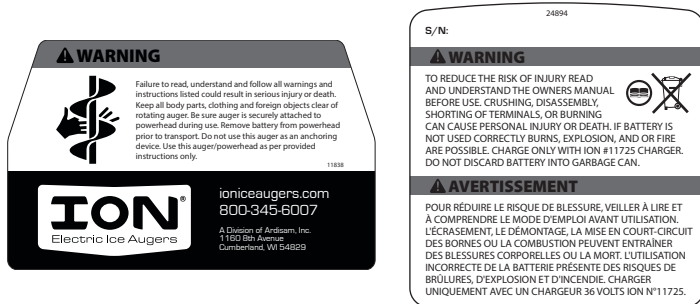 WARNING
Failure to read, understand and follow all warnings and
instructions listed could result in serious injury or death.
Keep all body parts, clothing and foreign objects clear of
rotating auger. Be sure auger is securely attached to
powerhead during use. Remove battery from powerhead
prior to transport. Do not use this auger as an anchoring
device. Use this auger/powerhead as per provided
instructions only.
11838
ION®
Electric Ice Augers
ioniceaugers.com
800-345-6007
A Division of Ardisam, Inc.
1160 8th Avenue
Cumberland, WI 54829
24894
S/N:
WARNING
TO REDUCE THE RISK OF INJURY READ
AND UNDERSTAND THE OWNERS MANUAL
BEFORE USE. CRUSHING, DISASSEMBLY,
SHORTING OF TERMINALS, OR BURNING
CAN CAUSE PERSONAL INJURY OR DEATH. IF BATTERY IS
NOT USED CORRECTLY BURNS, EXPLOSION, AND OR FIRE
ARE POSSIBLE. CHARGE ONLY WITH ION #11725 CHARGER.
DO NOT DISCARD BATTERY INTO GARBAGE CAN.
AVERTISSEMENT
POUR RÉDUIRE LE RISQUE DE BLESSURE, VEILLER À LIRE ET
À COMPRENDRE LE MODE D'EMPLOI AVANT UTILISATION.
L'ÉCRASEMENT, LE DÉMONTAGE, LA MISE EN COURT-CIRCUIT
DES BORNES OU LA COMBUSTION PEUVENT ENTRAÎNER
DES BLESSURES CORPORELLES OU LA MORT. L'UTILISATION
INCORRECTE DE LA BATTERIE PRÉSENTE DES RISQUES DE
BRÛLURES, D'EXPLOSION ET D'INCENDIE. CHARGER
UNIQUEMENT AVEC UN CHARGEUR 36 VOLTS ION N°11725.